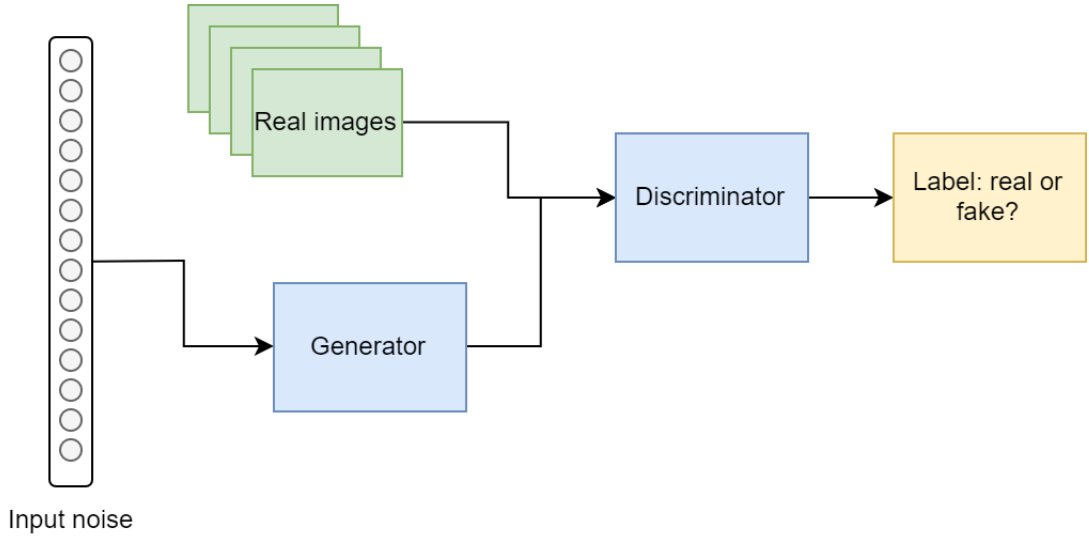 Real images
Discriminator
Label: real or
fake?
Generator
Input noise